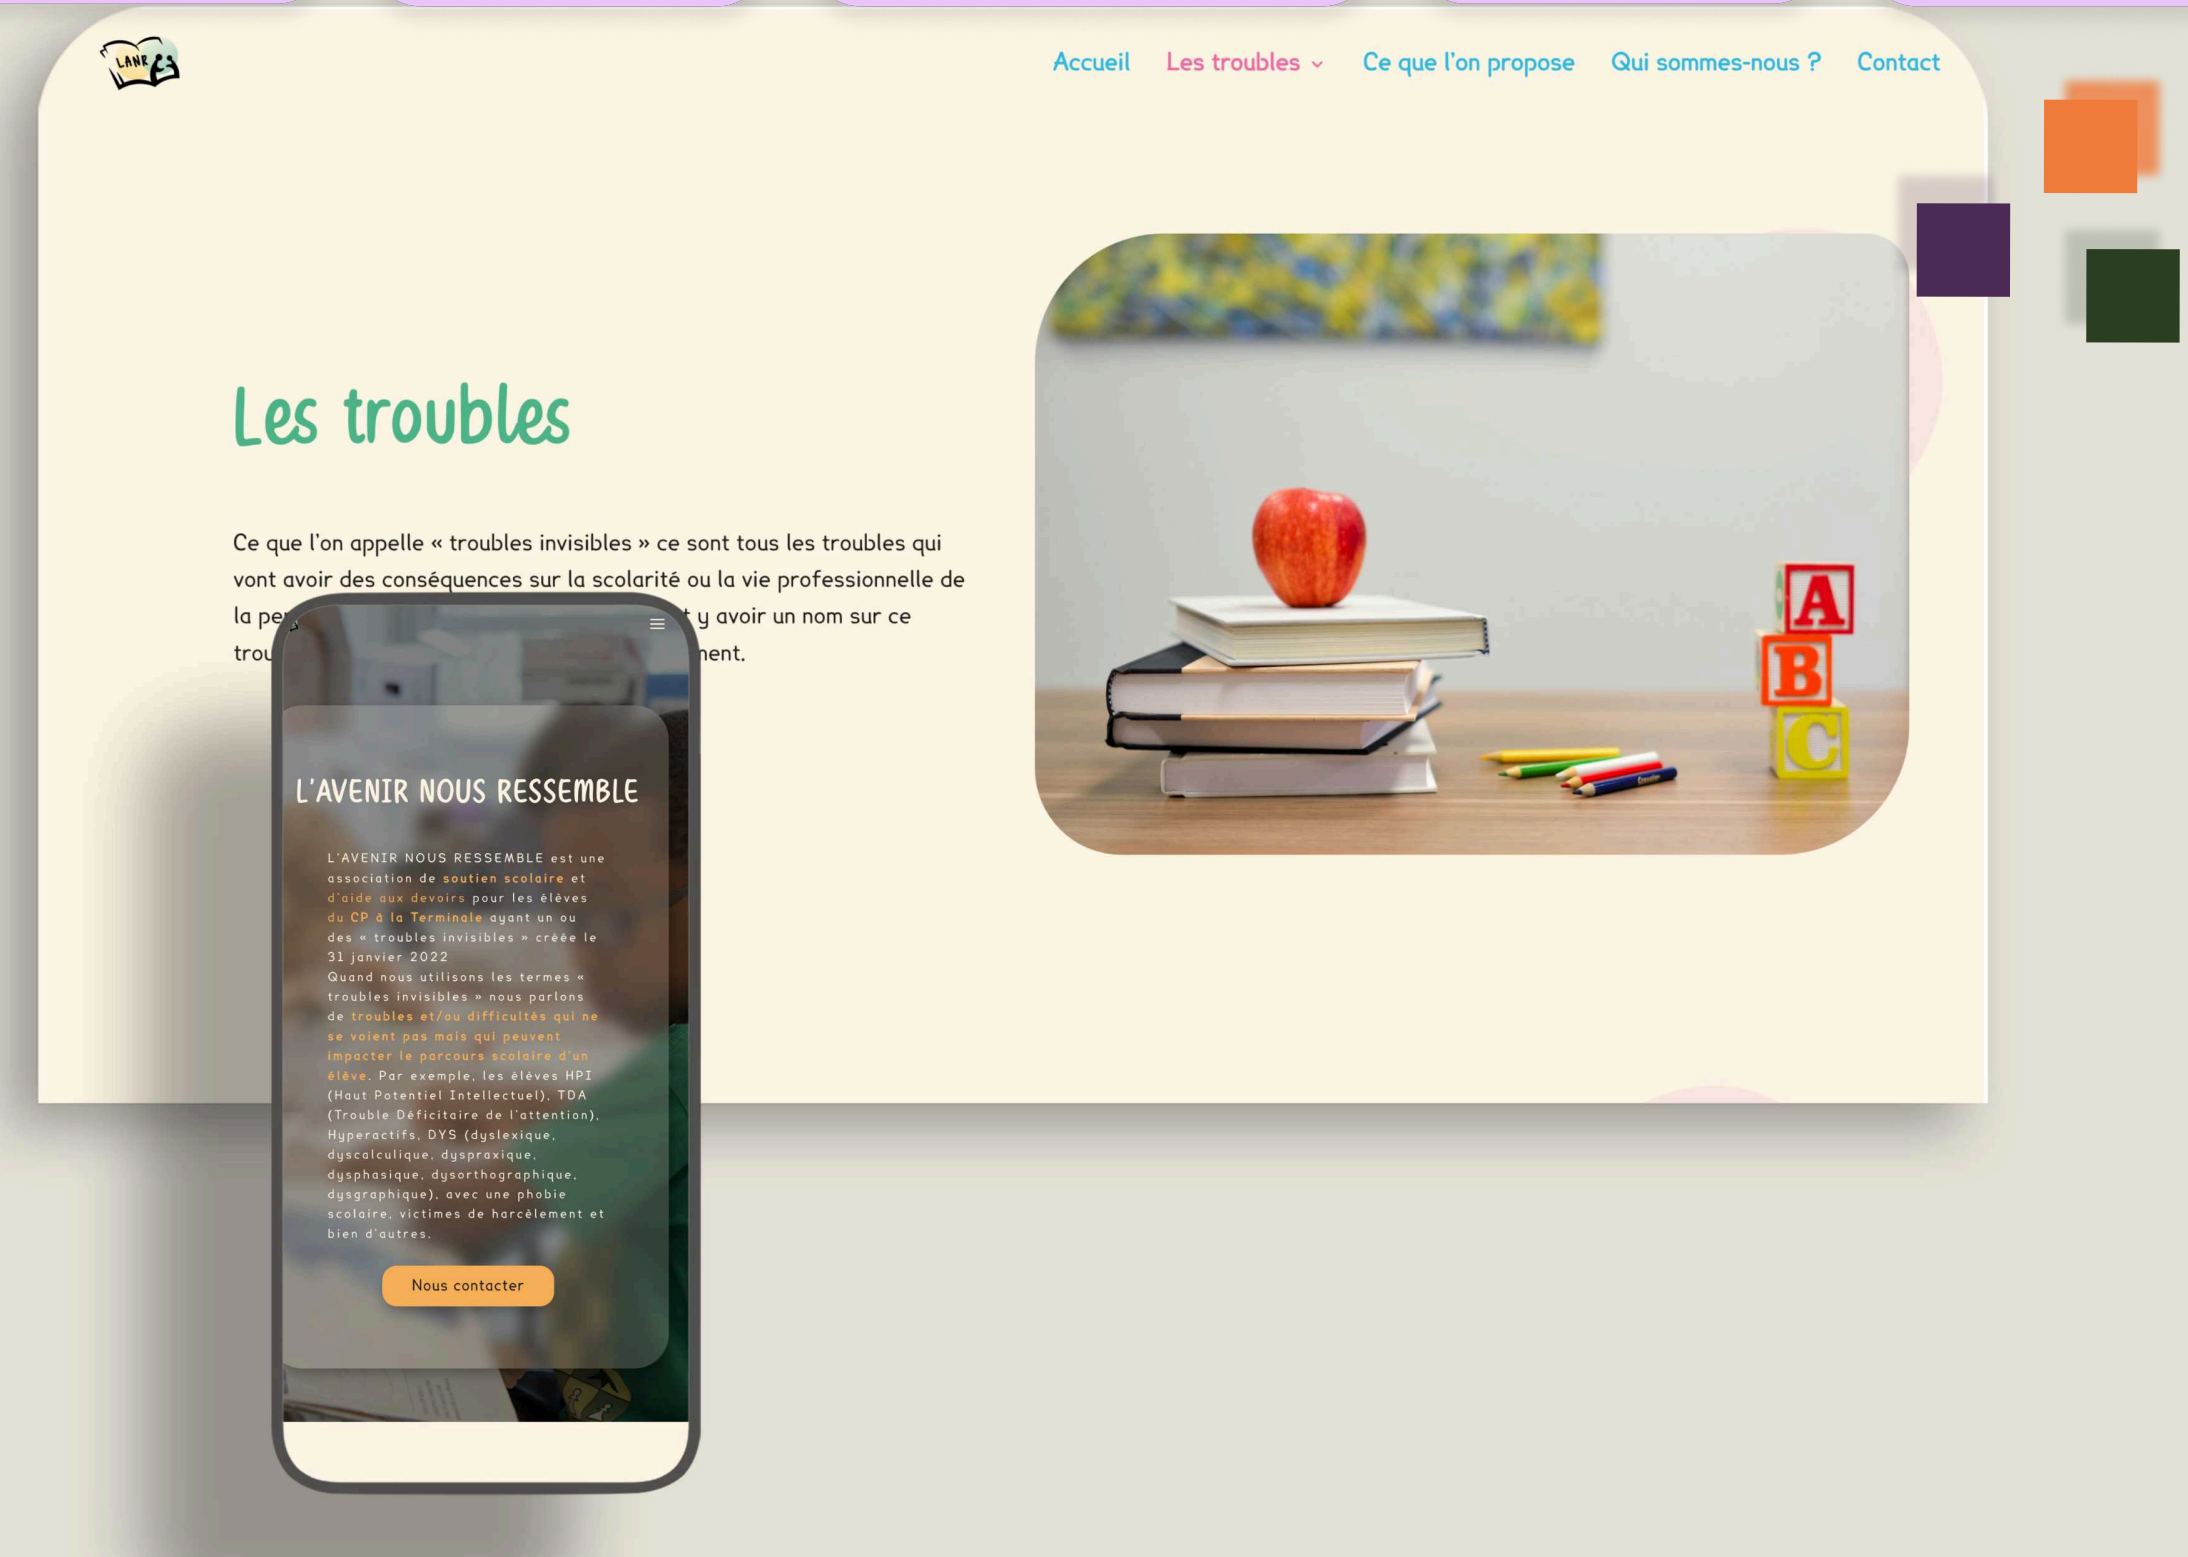 LANR
Accueil Les troubles Ce que l'on propose Qui sommes-nous ? Contact
Les troubles
Ce que l'on appelle « troubles invisibles » ce sont tous les troubles qui
vont avoir des conséquences sur la scolarité ou la vie professionnelle de
la y avoir un nom sur ce
A
B
C
L'AVENIR NOUS RESSEMBLE
L'AVENIR NOUS RESSEMBLE est une
association de soutien scolaire et
d'aide aux devoirs pour les élèves
du CP à la Terminale ayant un ou
des « troubles invisibles » créée le
31 janvier 2022
Quand nous utilisons les termes «
troubles invisibles » nous parlons
de troubles et/ou difficultés qui ne
se voient pas mais qui peuvent
impacter le parcours scolaire d'un
élève. Par exemple, les élèves HPI
(Haut Potentiel Intellectuel), TDA
(Trouble Déficitaire de l'attention),
Hyperactifs, DYS (dyslexique,
dyscalculique, dyspraxique,
dysphasique, dysorthographique,
dysgraphique), avec une phobie
scolaire, victimes de harcèlement et
bien d'autres.
Nous contacter